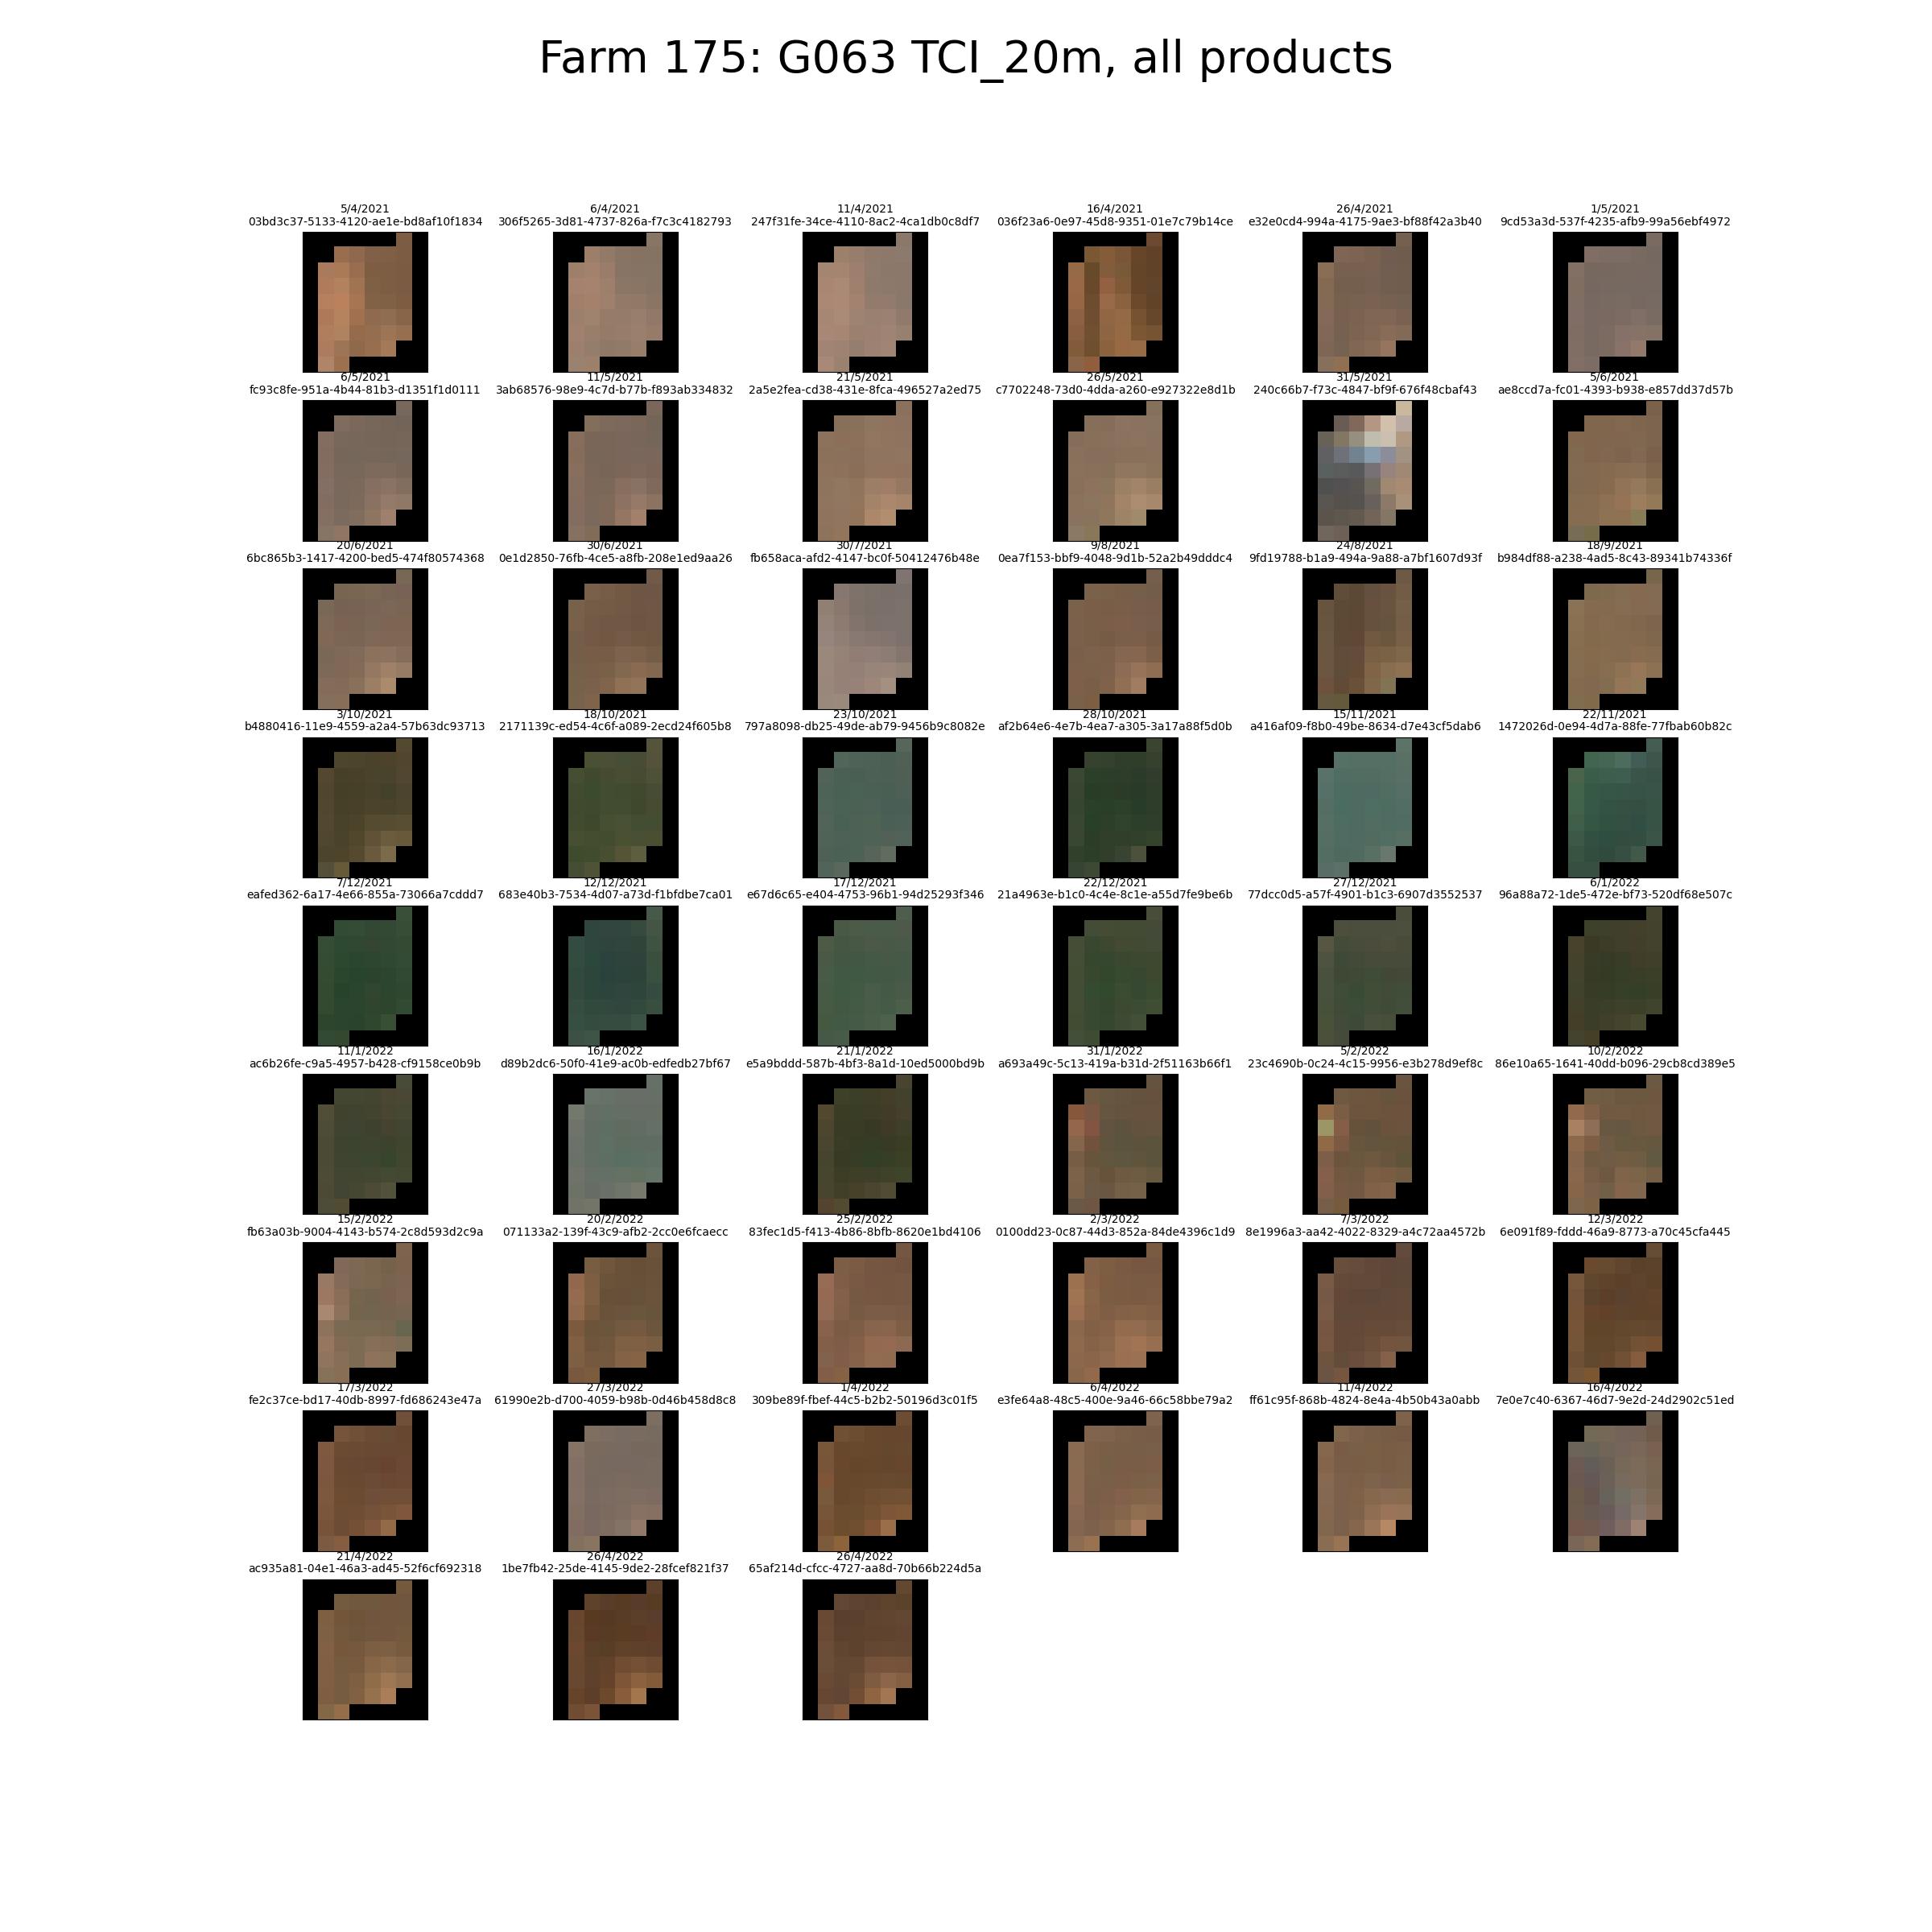 Farm 175: G063 TCI_20m, all products
5/4/2021 6/4/2021 11/4/2021 16/4/2021 26/4/2021 1/5/2021
03bd3c37-5133-4120-ae1e-bd8af10f1834 306f5265-3d81-4737-826a-f7c3c4182793 247f31fe-34ce-4110-8ac2-4ca1db0c8df7 036f23a6-0e97-45d8-9351-01e7c79b14ce e32e0cd4-994a-4175-9ae3-bf88f42a3b40 9cd53a3d-537f-4235-afb9-99a56ebf4972
6/5/2021 11/5/2021 21/5/2021 26/5/2021 31/5/2021 5/6/2021
fc93c8fe-951a-4b44-81b3-d1351f1d0111 3ab68576-98e9-4c7d-b77b-f893ab334832 2a5e2fea-cd38-431e-8fca-496527a2ed75 c7702248-73d0-4dda-a260-e927322e8d1b 240c66b7-f73c-4847-bf9f-676f48cbaf43 ae8ccd7a-fc01-4393-b938-e857dd37d57b
20/6/2021 30/6/2021 30/7/2021 9/8/2021 24/8/2021 18/9/2021
6bc865b3-1417-4200-bed5-474f80574368 0e1d2850-76fb-4ce5-a8fb-208e1ed9aa26 fb658aca-afd2-4147-bc0f-50412476b48e 0ea7f153-bbf9-4048-9d1b-52a2b49dddc4 9fd19788-b1a9-494a-9a88-a7bf1607d93f b984df88-a238-4ad5-8c43-89341b74336f
3/10/2021 18/10/2021 23/10/2021 28/10/2021 15/11/2021 22/11/2021
b4880416-11e9-4559-a2a4-57b63dc93713 2171139c-ed54-4c6f-a089-2ecd24f605b8 797a8098-db25-49de-ab79-9456b9c8082e af2b64e6-4e7b-4ea7-a305-3a17a88f5d0b a416af09-f8b0-49be-8634-d7e43cf5dab6 1472026d-0e94-4d7a-88fe-77fbab60b82c
7/12/2021 12/12/2021 17/12/2021 22/12/2021 27/12/2021 6/1/2022
eafed362-6a17-4e66-855a-73066a7cddd7 683e40b3-7534-4d07-a73d-f1bfdbe7ca01 e67d6c65-e404-4753-96b1-94d25293f346 21a4963e-b1c0-4c4e-8c1e-a55d7fe9be6b 77dcc0d5-a57f-4901-b1c3-6907d3552537 96a88a72-1de5-472e-bf73-520df68e507c
11/1/2022 16/1/2022 21/1/2022 31/1/2022 5/2/2022 10/2/2022
ac6b26fe-c9a5-4957-b428-cf9158ce0b9b d89b2dc6-50f0-41e9-ac0b-edfedb27bf67 e5a9bddd-587b-4bf3-8a1d-10ed5000bd9b a693a49c-5c13-419a-b31d-2f51163b66f1 23c4690b-0c24-4c15-9956-e3b278d9ef8c 86e10a65-1641-40dd-b096-29cb8cd389e5
15/2/2022 20/2/2022 25/2/2022 2/3/2022 7/3/2022 12/3/2022
fb63a03b-9004-4143-b574-2c8d593d2c9a 071133a2-139f-43c9-afb2-2cc0e6fcaecc 83fec1d5-f413-4b86-8bfb-8620e1bd4106 0100dd23-0c87-44d3-852a-84de4396c1d9 8e1996a3-aa42-4022-8329-a4c72aa4572b 6e091f89-fddd-46a9-8773-a70c45cfa445
17/3/2022 27/3/2022 1/4/2022 6/4/2022 11/4/2022 16/4/2022
fe2c37ce-bd17-40db-8997-fd686243e47a 61990e2b-d700-4059-b98b-0d46b458d8c8 309be89f-fbef-44c5-b2b2-50196d3c01f5 e3fe64a8-48c5-400e-9a46-66c58bbe79a2 ff61c95f-868b-4824-8e4a-4b50b43a0abb 7e0e7c40-6367-46d7-9e2d-24d2902c51ed
21/4/2022 26/4/2022 26/4/2022
ac935a81-04e1-46a3-ad45-52f6cf692318 1be7fb42-25de-4145-9de2-28fcef821f37 65af214d-cfcc-4727-aa8d-70b66b224d5a